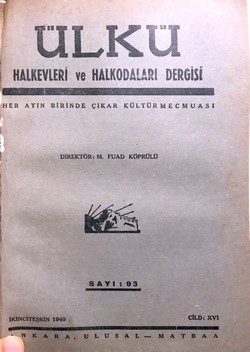 ÜLKÜ
HALKEVLERİ ve HALKODALARI DERGİSİ
HER AYIN BİRİNDE ÇIKAR KÜLTÜR MECMUASI
DİREKTÖR: M. FUAD KÖPRÜLÜ
SAYI: 93
İKİNCİTEŞRİN 1940
CİLD: XVI
ANKARA, ULUSAL — MATBAA